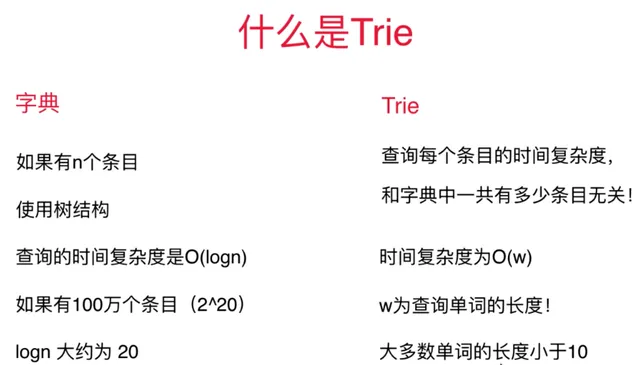 什么是Trie
字典
如果有n个条目
使用树结构
查询的时间复杂度是O(logn)
如果有100万个条目（2^20）
logn 大约为 20
Trie
查询每个条目的时间复杂度，
和字典中一共有多少条目无关！
时间复杂度为O(w)
w为查询单词的长度！
大多数单词的长度小于10